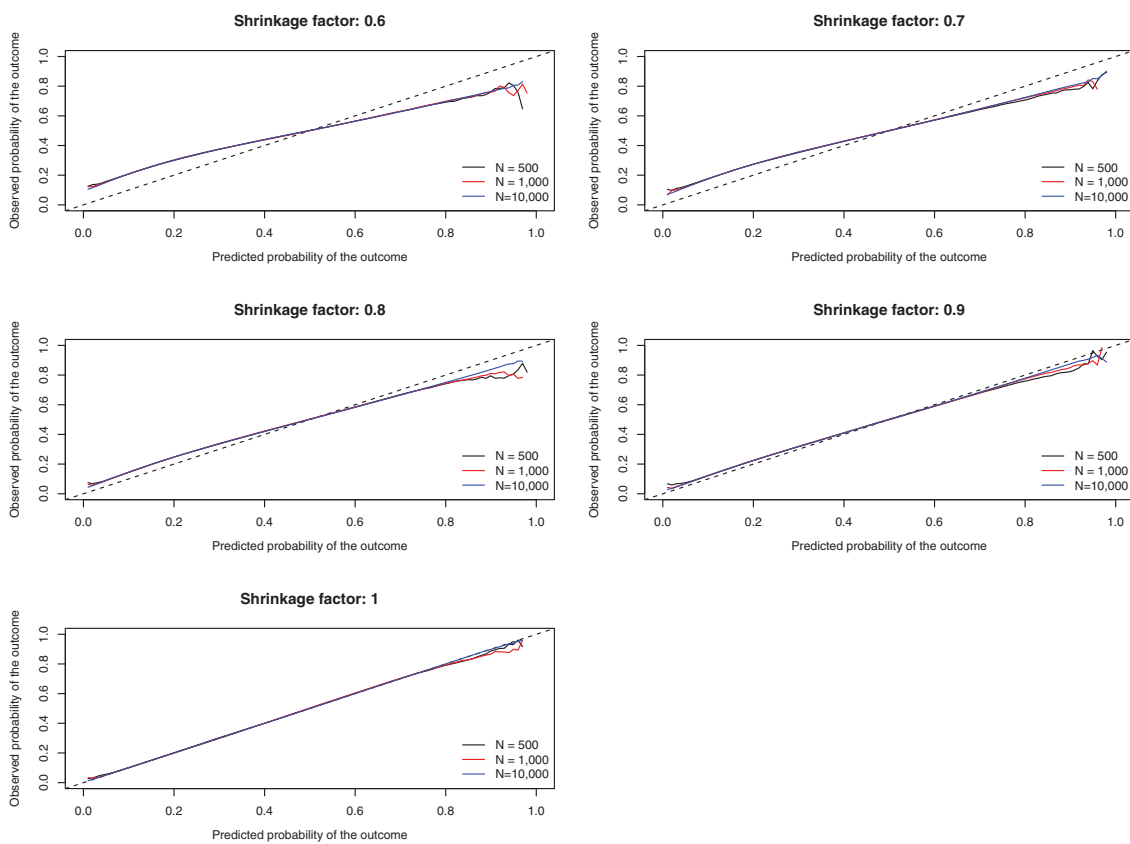 Shrinkage factor: 0.6
Observed probability of the outcome
0.0 0.2 0.4 0.6 0.8 1.0
N = 500
N = 1,000
N=10,000
0.0 0.2 0.4 0.6 0.8 1.0
Predicted probability of the outcome
Shrinkage factor: 0.7
Observed probability of the outcome
0.0 0.2 0.4 0.6 0.8 1.0
N = 500
N = 1,000
N=10,000
0.0 0.2 0.4 0.6 0.8 1.0
Predicted probability of the outcome
Shrinkage factor: 0.8
Observed probability of the outcome
0.0 0.2 0.4 0.6 0.8 1.0
N = 500
N = 1,000
N=10,000
0.0 0.2 0.4 0.6 0.8 1.0
Predicted probability of the outcome
Shrinkage factor: 0.9
Observed probability of the outcome
0.0 0.2 0.4 0.6 0.8 1.0
N = 500
N = 1,000
N=10,000
0.0 0.2 0.4 0.6 0.8 1.0
Predicted probability of the outcome
Shrinkage factor: 1
Observed probability of the outcome
0.0 0.2 0.4 0.6 0.8 1.0
N = 500
N = 1,000
N=10,000
0.0 0.2 0.4 0.6 0.8 1.0
Predicted probability of the outcome